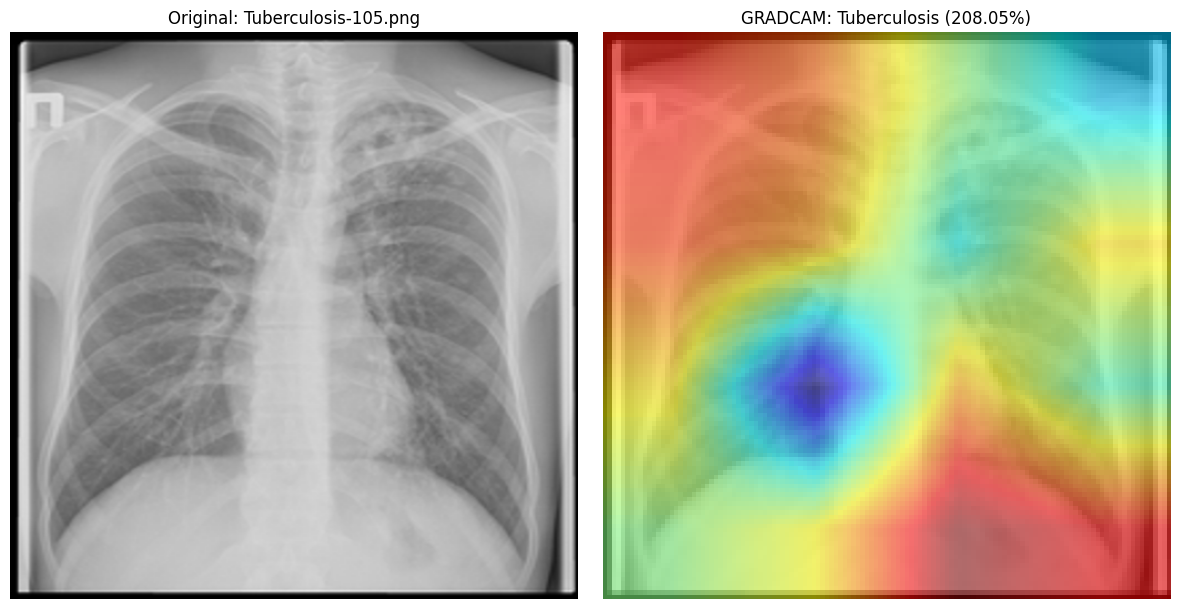 Original: Tuberculosis-105.png
GRADCAM: Tuberculosis (208.05%)
П